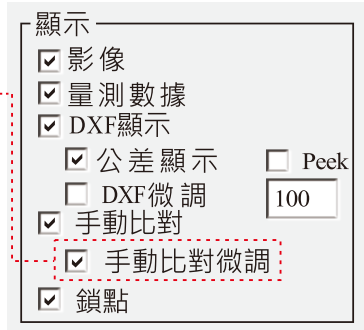 顯示
影像
量測數據
DXF顯示
公差顯示 Peek
DXF微調 100
手動比對
手動比對微調
鎖點